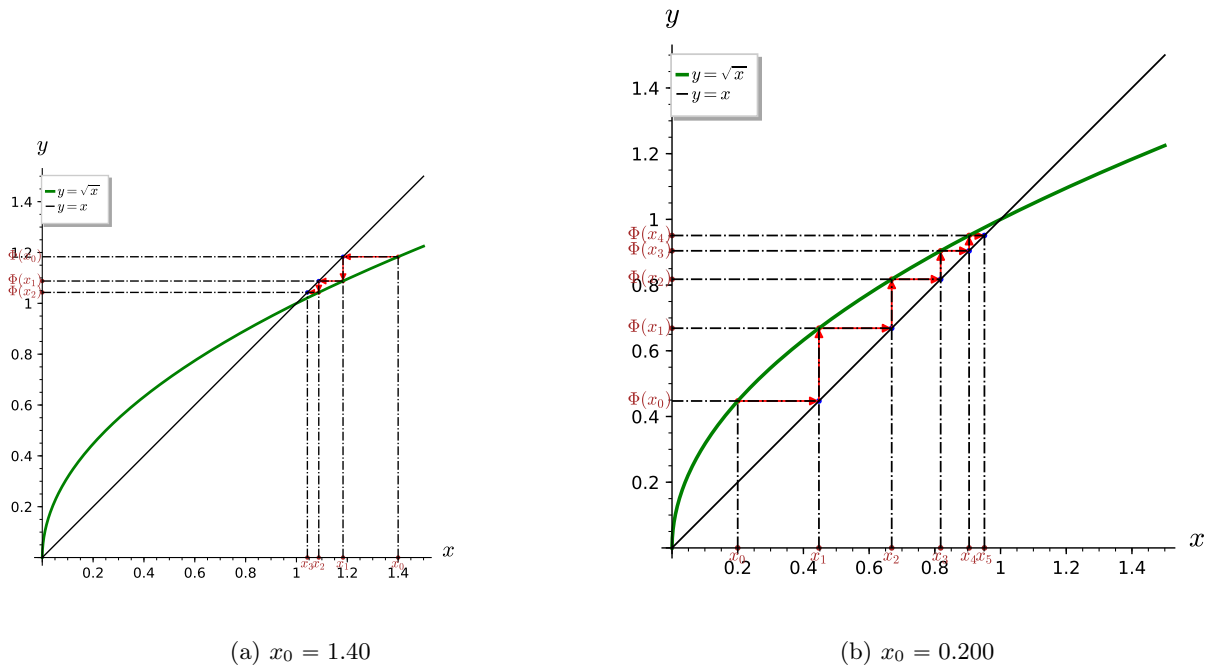 y
y = √x
y = x
1.4
1.2
Φ(x₀)
Φ(x₁)
Φ(x₂)
1
0.8
0.6
0.4
0.2
x
x₃ x₂ x₁ x₀
0.2 0.4 0.6 0.8 1 1.2 1.4
(a) x₀ = 1.40
y
y = √x
y = x
1.4
1.2
1
Φ(x₄)
Φ(x₃)
Φ(x₂)
0.8
Φ(x₁)
0.6
Φ(x₀)
0.4
0.2
x
x₀ x₁ x₂ x₃ x₄ x₅
0.2 0.4 0.6 0.8 1 1.2 1.4
(b) x₀ = 0.200